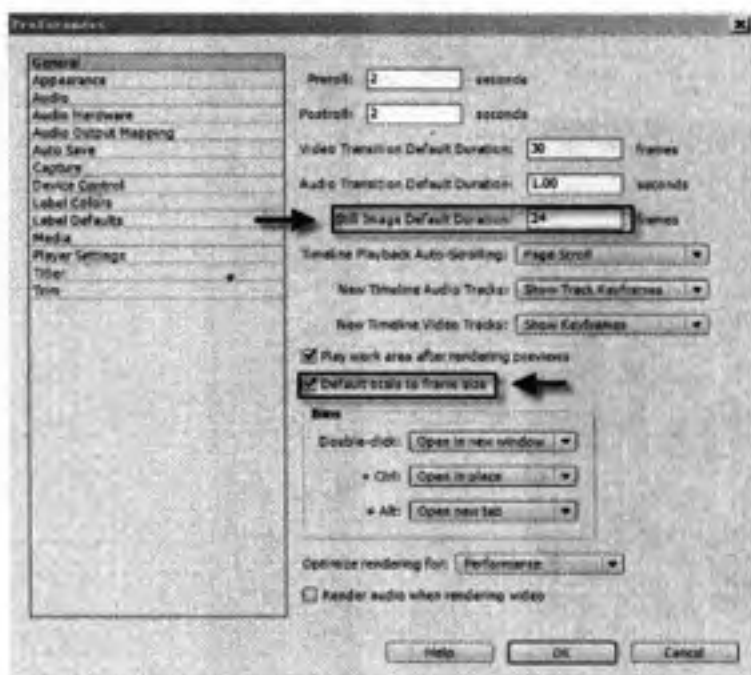 Preferences
General
Appearance
Audio
Audio Hardware
Audio Output Mapping
Auto Save
Capture
Device Control
Label Colors
Label Defaults
Media
Player Settings
Titler
Trim
Preroll: 2 seconds
Postroll: 2 seconds
Video Transition Default Duration: 30 frames
Audio Transition Default Duration: 1.00 seconds
Still Image Default Duration: 24 frames
Timeline Playback Auto-Scrolling: Page Scroll
New Timeline Audio Tracks: Show Track Keyframes
New Timeline Video Tracks: Show Keyframes
Play work area after rendering previews
Default scale to frame size
Bins
Double-click: Open in new window
+ Ctrl: Open in place
+ Alt: Open new tab
Optimize rendering for: Performance
Render audio when rendering video
Help OK Cancel